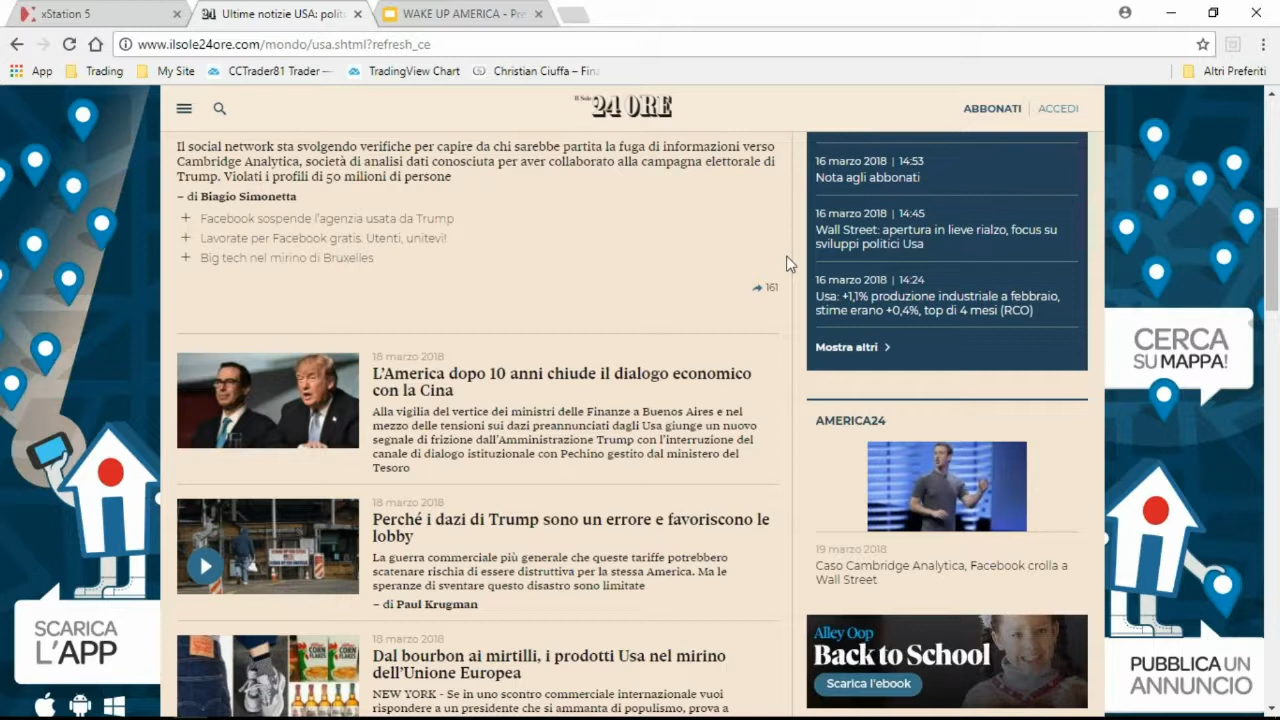 xStation 5
Ultime notizie USA: polit
WAKE UP AMERICA - Pre
www.ilsole24ore.com/mondo/usa.shtml?refresh_ce
App
Trading
My Site
CCTrader81 Trader —
TradingView Chart
Christian Ciuffa – Fina
Altri Preferiti
Il Sole 24 ORE
ABBONATI
ACCEDI
Il social network sta svolgendo verifiche per capire da chi sarebbe partita la fuga di informazioni verso
Cambridge Analytica, società di analisi dati conosciuta per aver collaborato alla campagna elettorale di
Trump. Violati i profili di 50 milioni di persone
– di Biagio Simonetta
+ Facebook sospende l'agenzia usata da Trump
+ Lavorate per Facebook gratis. Utenti, unitevi!
+ Big tech nel mirino di Bruxelles
161
18 marzo 2018
L'America dopo 10 anni chiude il dialogo economico
con la Cina
Alla vigilia del vertice dei ministri delle Finanze a Buenos Aires e nel
mezzo delle tensioni sui dazi preannunciati dagli Usa giunge un nuovo
segnale di frizione dall'Amministrazione Trump con l'interruzione del
canale di dialogo istituzionale con Pechino gestito dal ministero del
Tesoro
18 marzo 2018
Perché i dazi di Trump sono un errore e favoriscono le
lobby
La guerra commerciale più generale che queste tariffe potrebbero
scatenare rischia di essere distruttiva per la stessa America. Ma le
speranze di sventare questo disastro sono limitate
– di Paul Krugman
18 marzo 2018
Dal bourbon ai mirtilli, i prodotti Usa nel mirino
dell'Unione Europea
NEW YORK - Se in uno scontro commerciale internazionale vuoi
rispondere a un presidente che si ammanta di populismo, prova a
16 marzo 2018 | 14:53
Nota agli abbonati
16 marzo 2018 | 14:45
Wall Street: apertura in lieve rialzo, focus su
sviluppi politici Usa
16 marzo 2018 | 14:24
Usa: +1,1% produzione industriale a febbraio,
stime erano +0,4%, top di 4 mesi (RCO)
Mostra altri
AMERICA24
19 marzo 2018
Caso Cambridge Analytica, Facebook crolla a
Wall Street
Alley Oop
Back to School
Scarica l'ebook
SCARICA
L'APP
CERCA
SU MAPPA!
PUBBLICA UN
ANNUNCIO